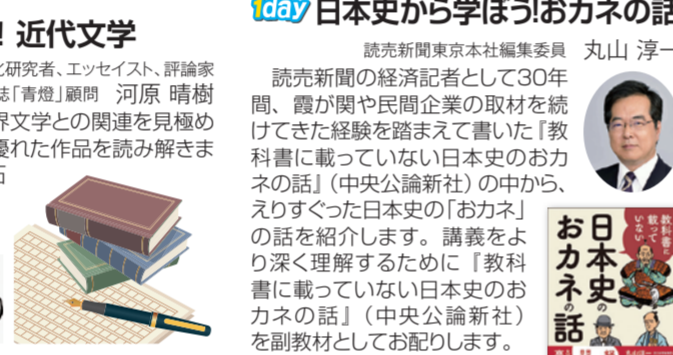 ！近代文学
化研究者、エッセイスト、評論家
誌「青燈」顧問 河原 晴樹
界文学との関連を見極め
優れた作品を読み解きま
1day 日本史から学ぼう!おカネの話
読売新聞東京本社編集委員 丸山 淳一
読売新聞の経済記者として30年
間、霞が関や民間企業の取材を続
けてきた経験を踏まえて書いた『教
科書に載っていない日本史のおカ
ネの話』（中央公論新社）の中から、
えりすぐった日本史の「おカネ」
の話を紹介します。講義をよ
り深く理解するために『教科
書に載っていない日本史のお
カネの話』（中央公論新社）
を副教材としてお配りします。
教科書に
載って
いない
日本史の
おカネの話